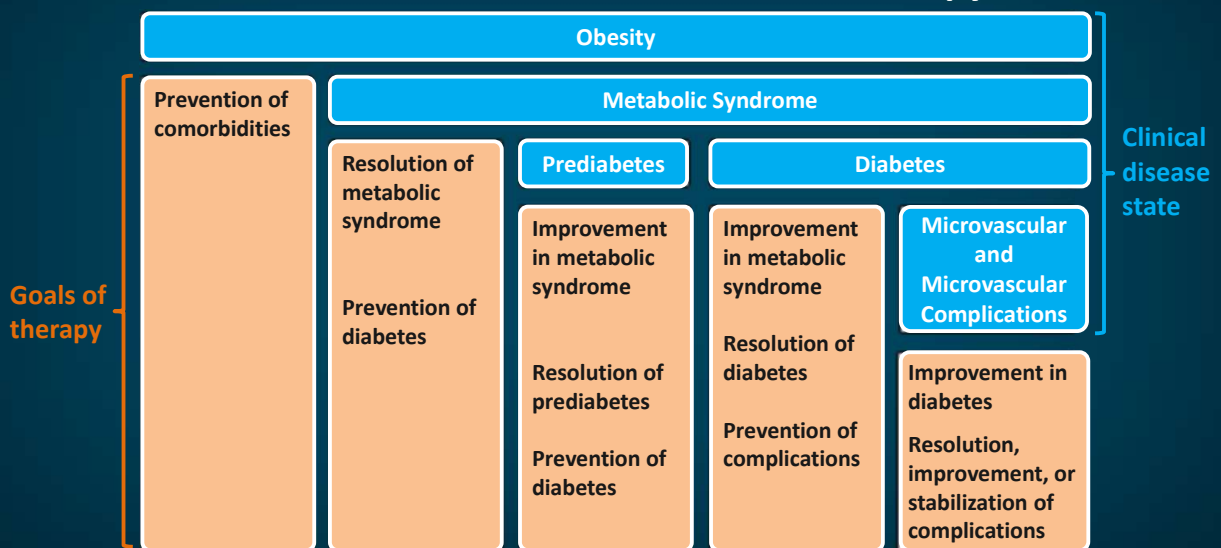 Obesity
Prevention of
comorbidities
Metabolic Syndrome
Resolution of
metabolic
syndrome
Prevention of
diabetes
Prediabetes
Improvement
in metabolic
syndrome
Resolution of
prediabetes
Prevention of
diabetes
Diabetes
Improvement
in metabolic
syndrome
Resolution of
diabetes
Prevention of
complications
Microvascular
and
Microvascular
Complications
Improvement in
diabetes
Resolution,
improvement, or
stabilization of
complications
Goals of
therapy
Clinical
disease
state